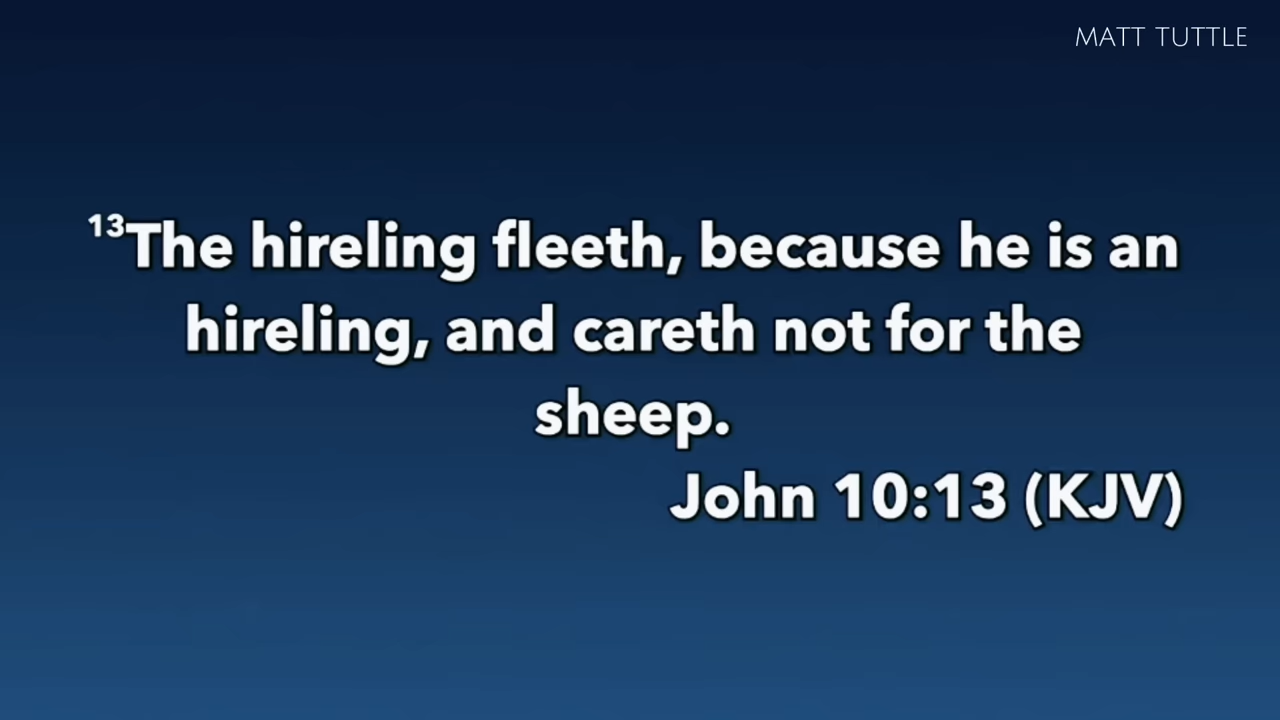 MATT TUTTLE
¹³The hireling fleeth, because he is an
hireling, and careth not for the
sheep.
John 10:13 (KJV)